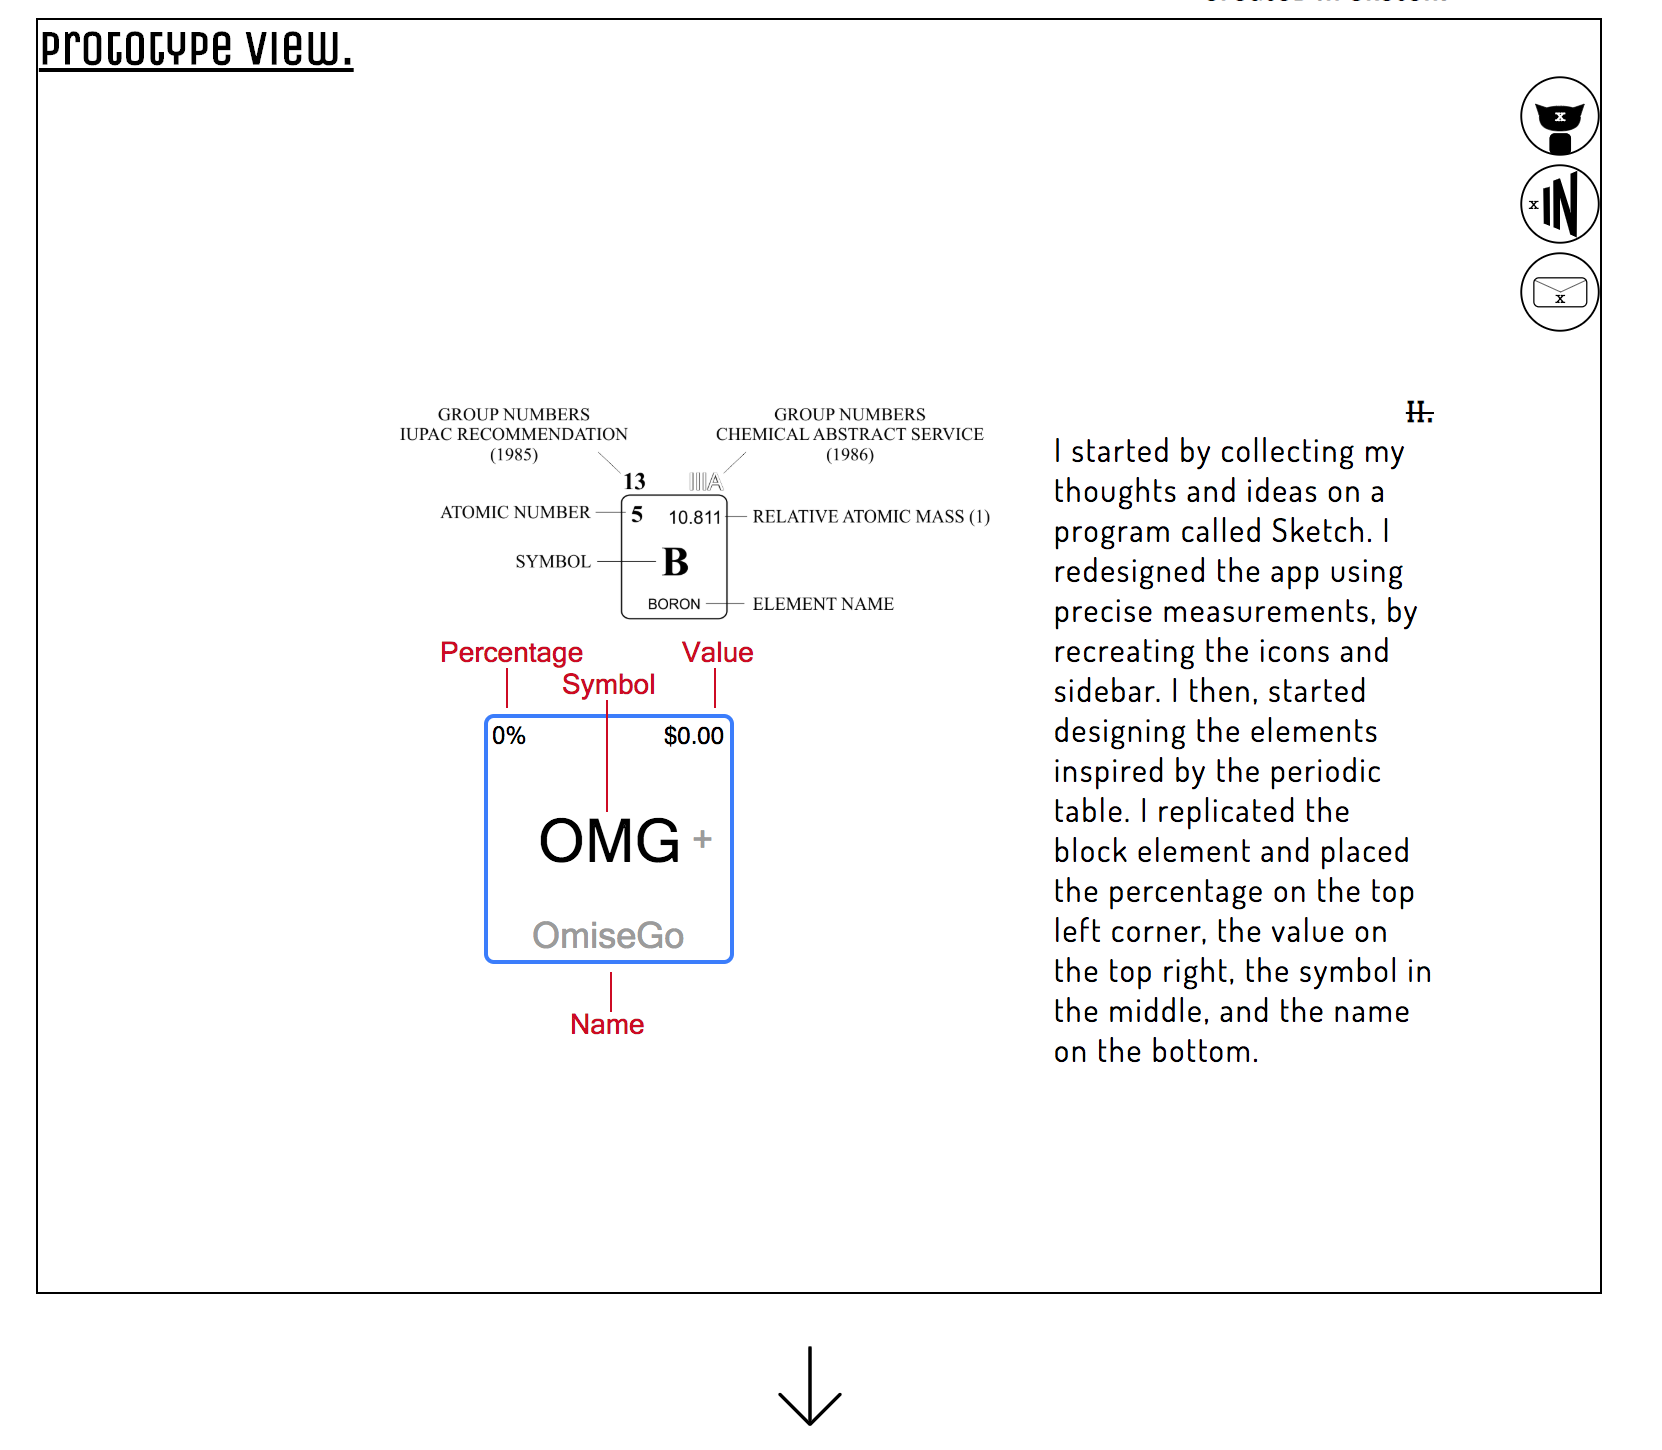 Prototype view.
x
x IN
x
GROUP NUMBERS
IUPAC RECOMMENDATION
(1985)
GROUP NUMBERS
CHEMICAL ABSTRACT SERVICE
(1986)
13 IIIA
ATOMIC NUMBER 5 10.811 RELATIVE ATOMIC MASS (1)
SYMBOL B
BORON ELEMENT NAME
Percentage Value
Symbol
0% $0.00
OMG +
OmiseGo
Name
II.
I started by collecting my
thoughts and ideas on a
program called Sketch. I
redesigned the app using
precise measurements, by
recreating the icons and
sidebar. I then, started
designing the elements
inspired by the periodic
table. I replicated the
block element and placed
the percentage on the top
left corner, the value on
the top right, the symbol in
the middle, and the name
on the bottom.